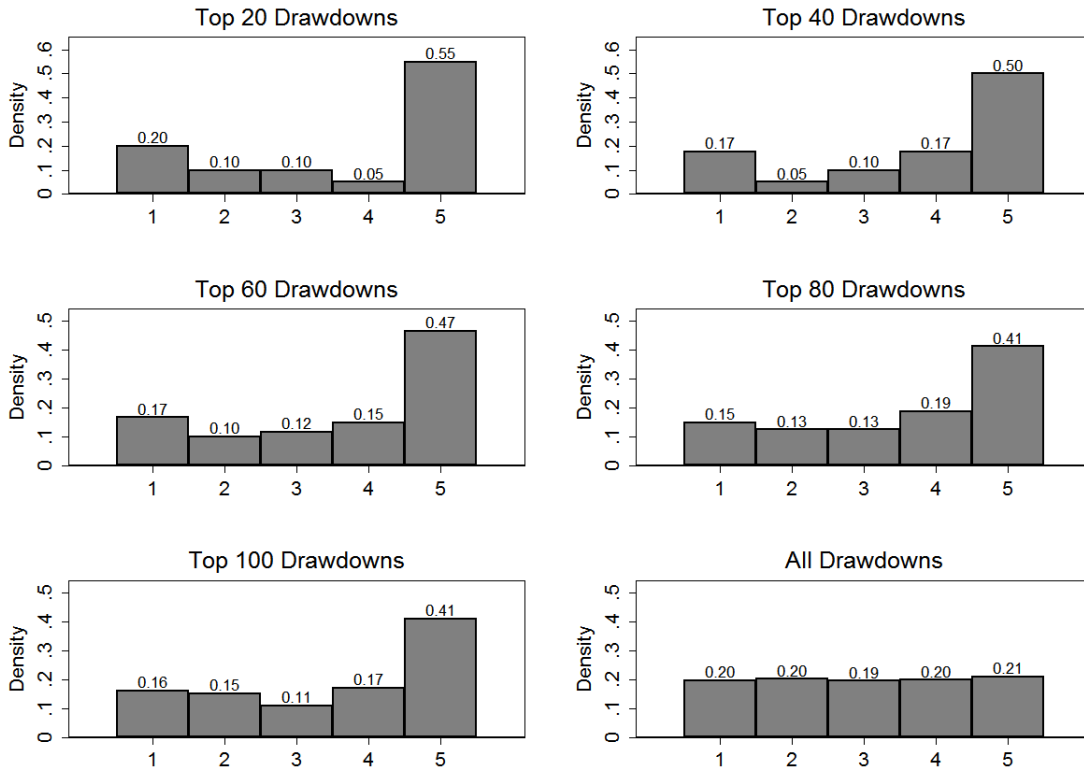 Top 20 Drawdowns
Density
0 .1 .2 .3 .4 .5 .6
0.20 0.10 0.10 0.05 0.55
1 2 3 4 5
Top 40 Drawdowns
Density
0 .1 .2 .3 .4 .5 .6
0.17 0.05 0.10 0.17 0.50
1 2 3 4 5
Top 60 Drawdowns
Density
0 .1 .2 .3 .4 .5
0.17 0.10 0.12 0.15 0.47
1 2 3 4 5
Top 80 Drawdowns
Density
0 .1 .2 .3 .4 .5
0.15 0.13 0.13 0.19 0.41
1 2 3 4 5
Top 100 Drawdowns
Density
0 .1 .2 .3 .4 .5
0.16 0.15 0.11 0.17 0.41
1 2 3 4 5
All Drawdowns
Density
0 .1 .2 .3 .4 .5
0.20 0.20 0.19 0.20 0.21
1 2 3 4 5